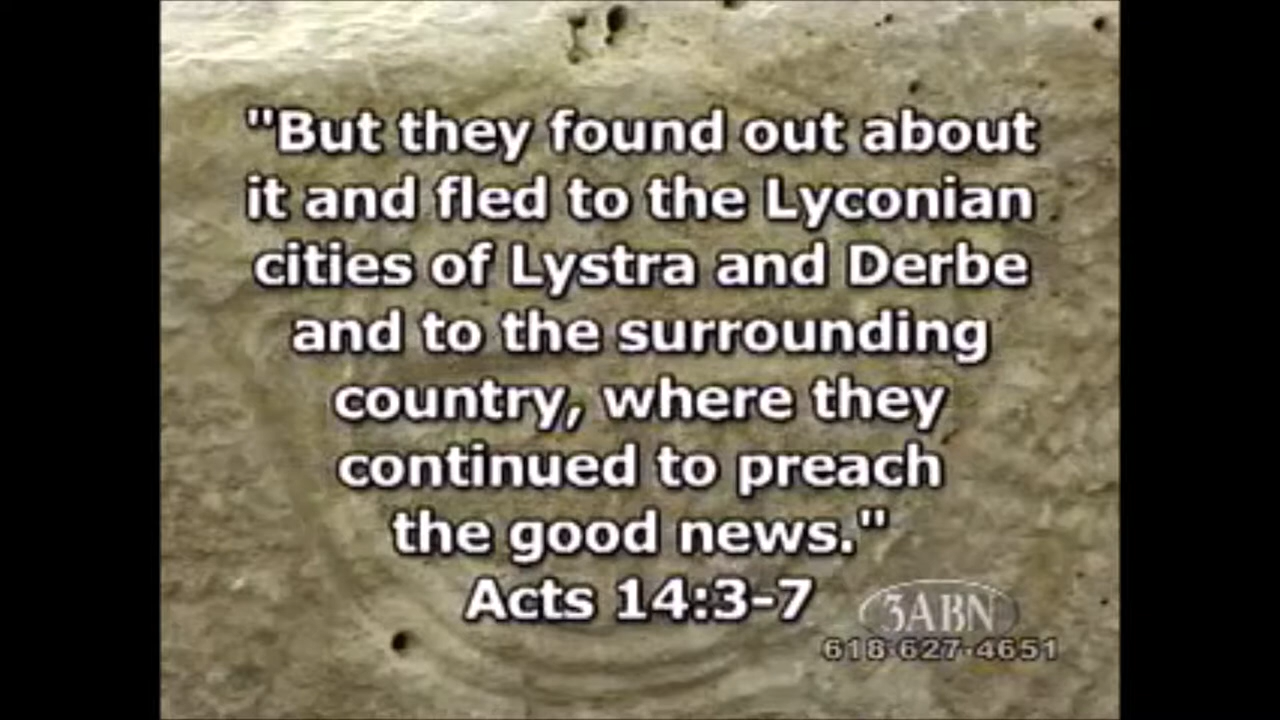 "But they found out about
it and fled to the Lyconian
cities of Lystra and Derbe
and to the surrounding
country, where they
continued to preach
the good news."
Acts 14:3-7
3ABN
618-627-4651